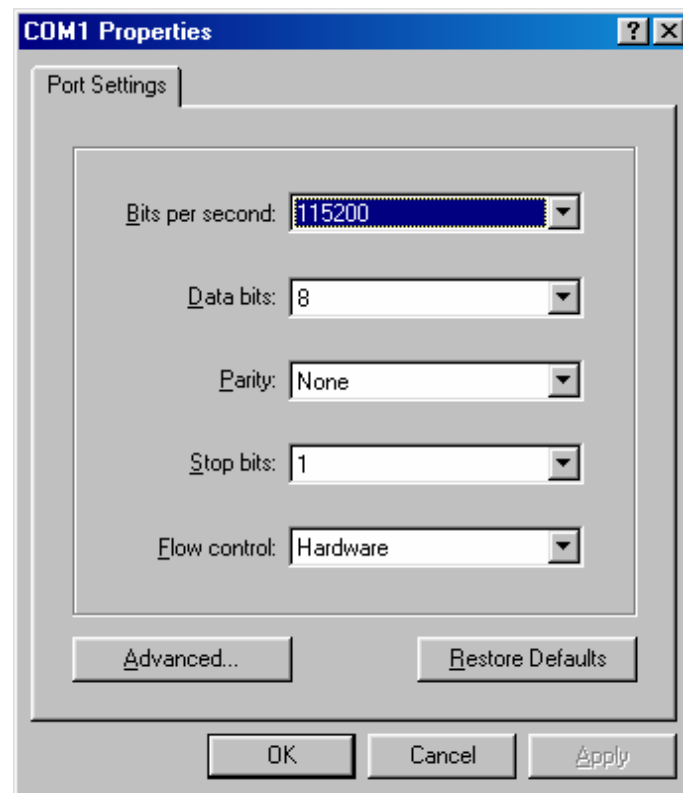 COM1 Properties
Port Settings
Bits per second: 115200
Data bits: 8
Parity: None
Stop bits: 1
Flow control: Hardware
Advanced... Restore Defaults
OK Cancel Apply